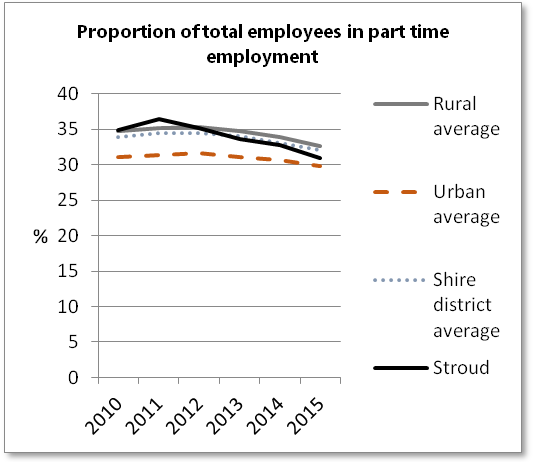 Proportion of total employees in part time
employment
40
35
30
25
20
15
10
5
0
%
2010
2011
2012
2013
2014
2015
Rural
average
Urban
average
Shire
district
average
Stroud